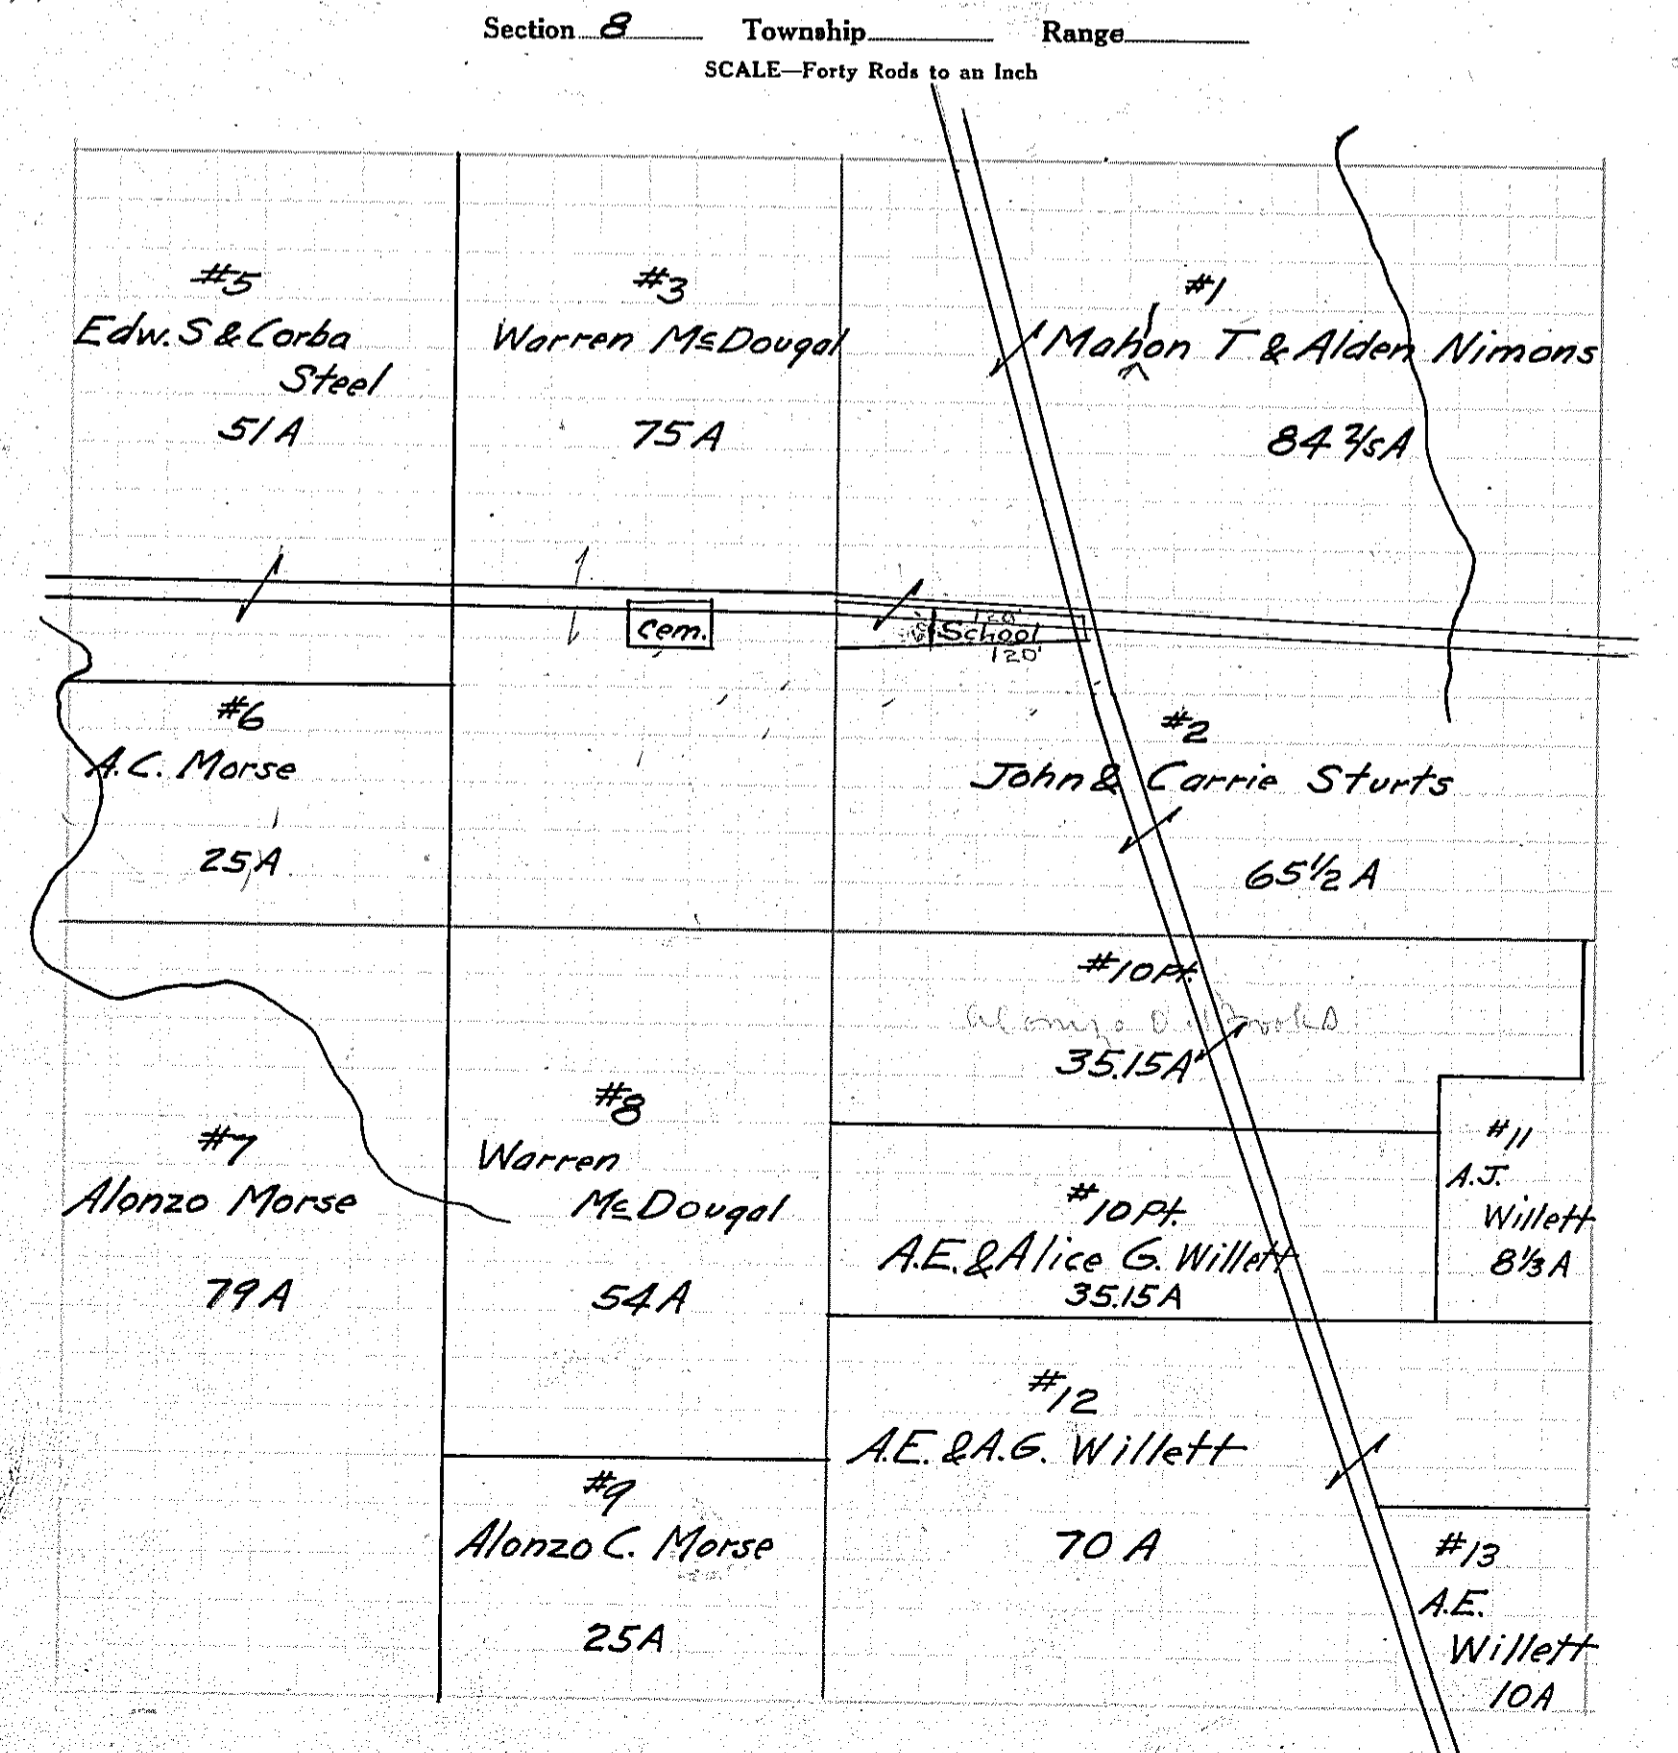 Section 8 Township Range
SCALE—Forty Rods to an Inch
#5
Edw. S & Corba
Steel
51 A
#3
Warren McDougal
75 A
#1
Mahlon T & Alden Nimons
84 2/5 A
cem.
120'
School
120'
#6
A.C. Morse
25 A
#2
John & Carrie Sturts
65 1/2 A
#10 Pt.
35.15 A
#7
Alonzo Morse
79 A
#8
Warren
McDougal
54 A
#10 Pt.
A.E. & Alice G. Willett
35.15 A
#11
A.J.
Willett
8 1/3 A
#9
Alonzo C. Morse
25 A
#12
A.E. & A.G. Willett
70 A
#13
A.E.
Willett
10 A